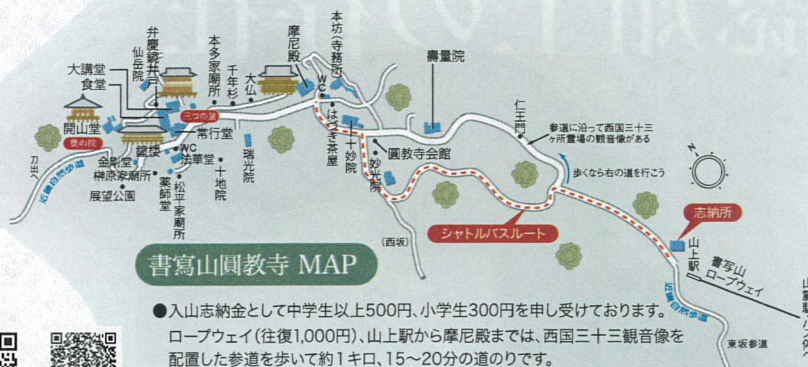 本坊(寺務所)
摩尼殿
弁慶鏡井戸
仙岳院
大講堂
食堂
本多家廟所
千年杉
大仏
WC
はづき茶屋
壽量院
仁王門
参道に沿って西国三十三
ヶ所霊場の観音像がある
三つの堂
開山堂
奥の院
鐘楼
常行堂
WC
法華堂
瑞光院
十妙院
圓教寺会館
妙光院
歩くなら右の道を行こう
N
刀出へ
近畿自然歩道
金剛堂
榊原家廟所
展望公園
薬師堂
松平家廟所
十地院
(西坂)
シャトルバスルート
志納所
山上駅
書写山
ロープウェイ
近畿自然歩道
東坂参道
書寫山圓教寺 MAP
●入山志納金として中学生以上500円、小学生300円を申し受けております。
ロープウェイ(往復1,000円)、山上駅から摩尼殿までは、西国三十三観音像を
配置した参道を歩いて約1キロ、15〜20分の道のりです。